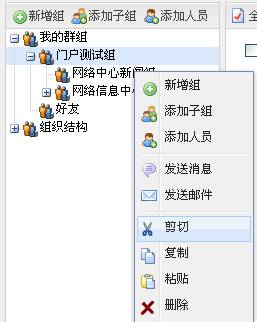 新增组 添加子组 添加人员 全
我的群组
门户测试组
网络中心新闻组
网络信息中
好友
组织结构
新增组
添加子组
添加人员
发送消息
发送邮件
剪切
复制
粘贴
删除